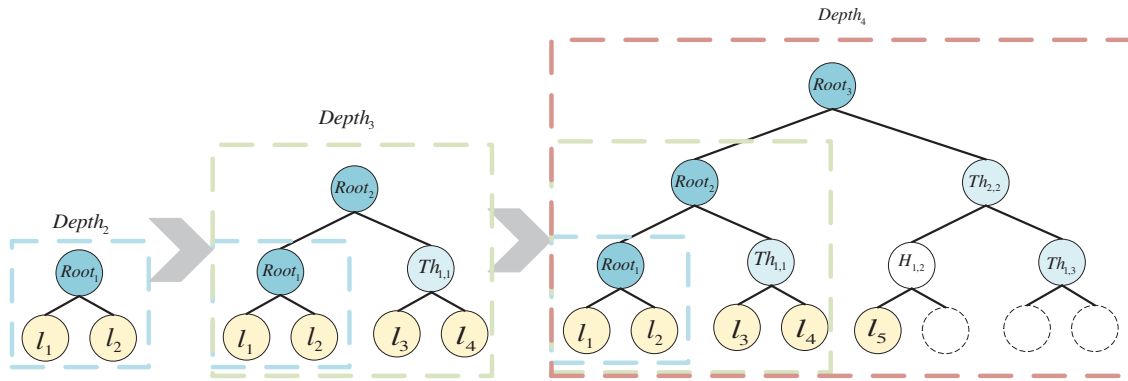 Depth₂
Root₁
l₁ l₂
Depth₃
Root₂
Root₁ Th₁,₁
l₁ l₂ l₃ l₄
Depth₄
Root₃
Root₂ Th₂,₂
Root₁ Th₁,₁ H₁,₂ Th₁,₃
l₁ l₂ l₃ l₄ l₅